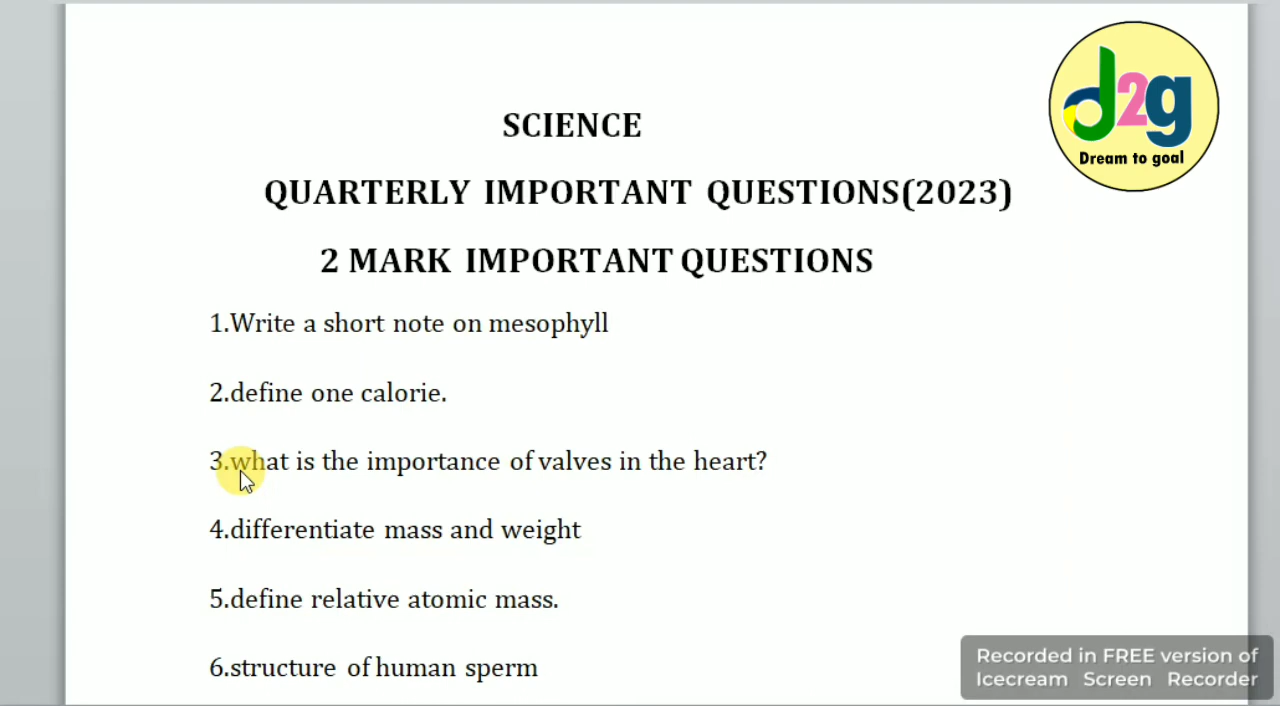 d2g
Dream to goal
SCIENCE
QUARTERLY IMPORTANT QUESTIONS(2023)
2 MARK IMPORTANT QUESTIONS
1.Write a short note on mesophyll
2.define one calorie.
3.what is the importance of valves in the heart?
4.differentiate mass and weight
5.define relative atomic mass.
6.structure of human sperm
Recorded in FREE version of
Icecream Screen Recorder